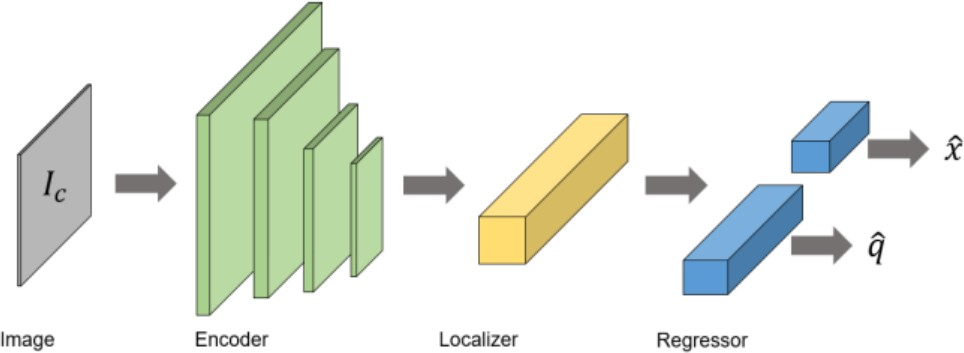 I_c
x̂
q̂
Image Encoder Localizer Regressor